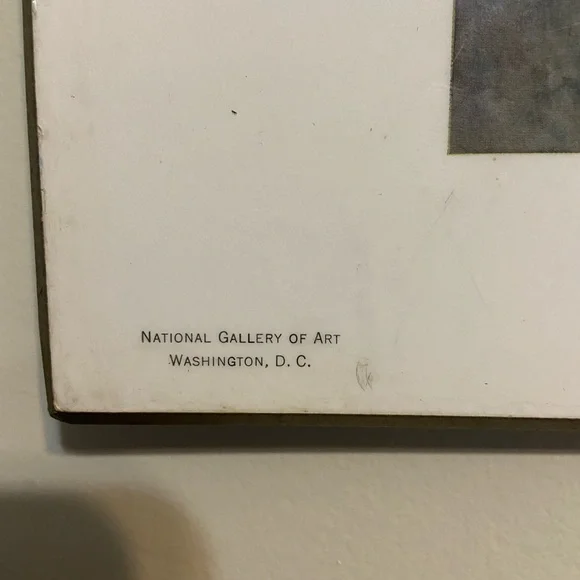 National Gallery of Art
Washington, D. C.